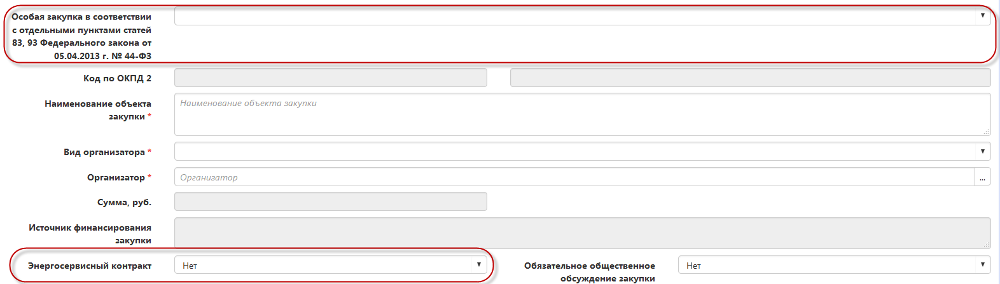 Особая закупка в соответствии
с отдельными пунктами статей
83, 93 Федерального закона от
05.04.2013 г. № 44-ФЗ
Код по ОКПД 2
Наименование объекта
закупки *
Наименование объекта закупки
Вид организатора *
Организатор *
Организатор
...
Сумма, руб.
Источник финансирования
закупки
Энергосервисный контракт
Нет
Обязательное общественное
обсуждение закупки
Нет